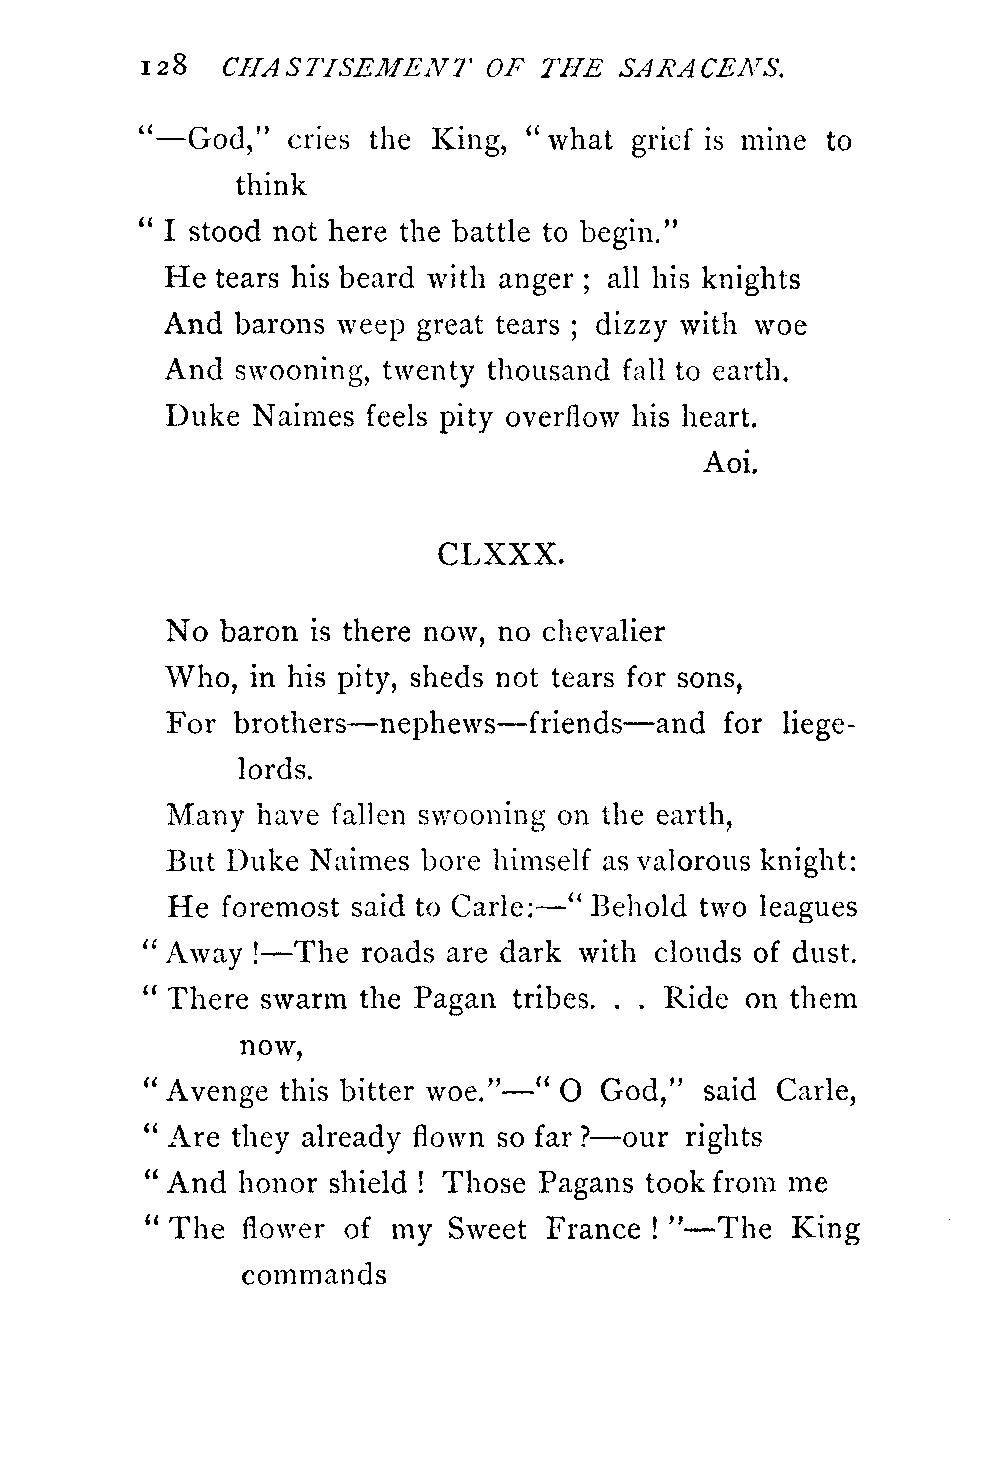 128 CHASTISEMENT OF THE SARACENS.
"—God," cries the King, "what grief is mine to
think
"I stood not here the battle to begin."
He tears his beard with anger; all his knights
And barons weep great tears; dizzy with woe
And swooning, twenty thousand fall to earth.
Duke Naimes feels pity overflow his heart.
Aoi.
CLXXX.
No baron is there now, no chevalier
Who, in his pity, sheds not tears for sons,
For brothers—nephews—friends—and for liege-
lords.
Many have fallen swooning on the earth,
But Duke Naimes bore himself as valorous knight:
He foremost said to Carle:—"Behold two leagues
"Away!—The roads are dark with clouds of dust.
"There swarm the Pagan tribes. . . Ride on them
now,
"Avenge this bitter woe."—"O God," said Carle,
"Are they already flown so far?—our rights
"And honor shield! Those Pagans took from me
"The flower of my Sweet France!"—The King
commands